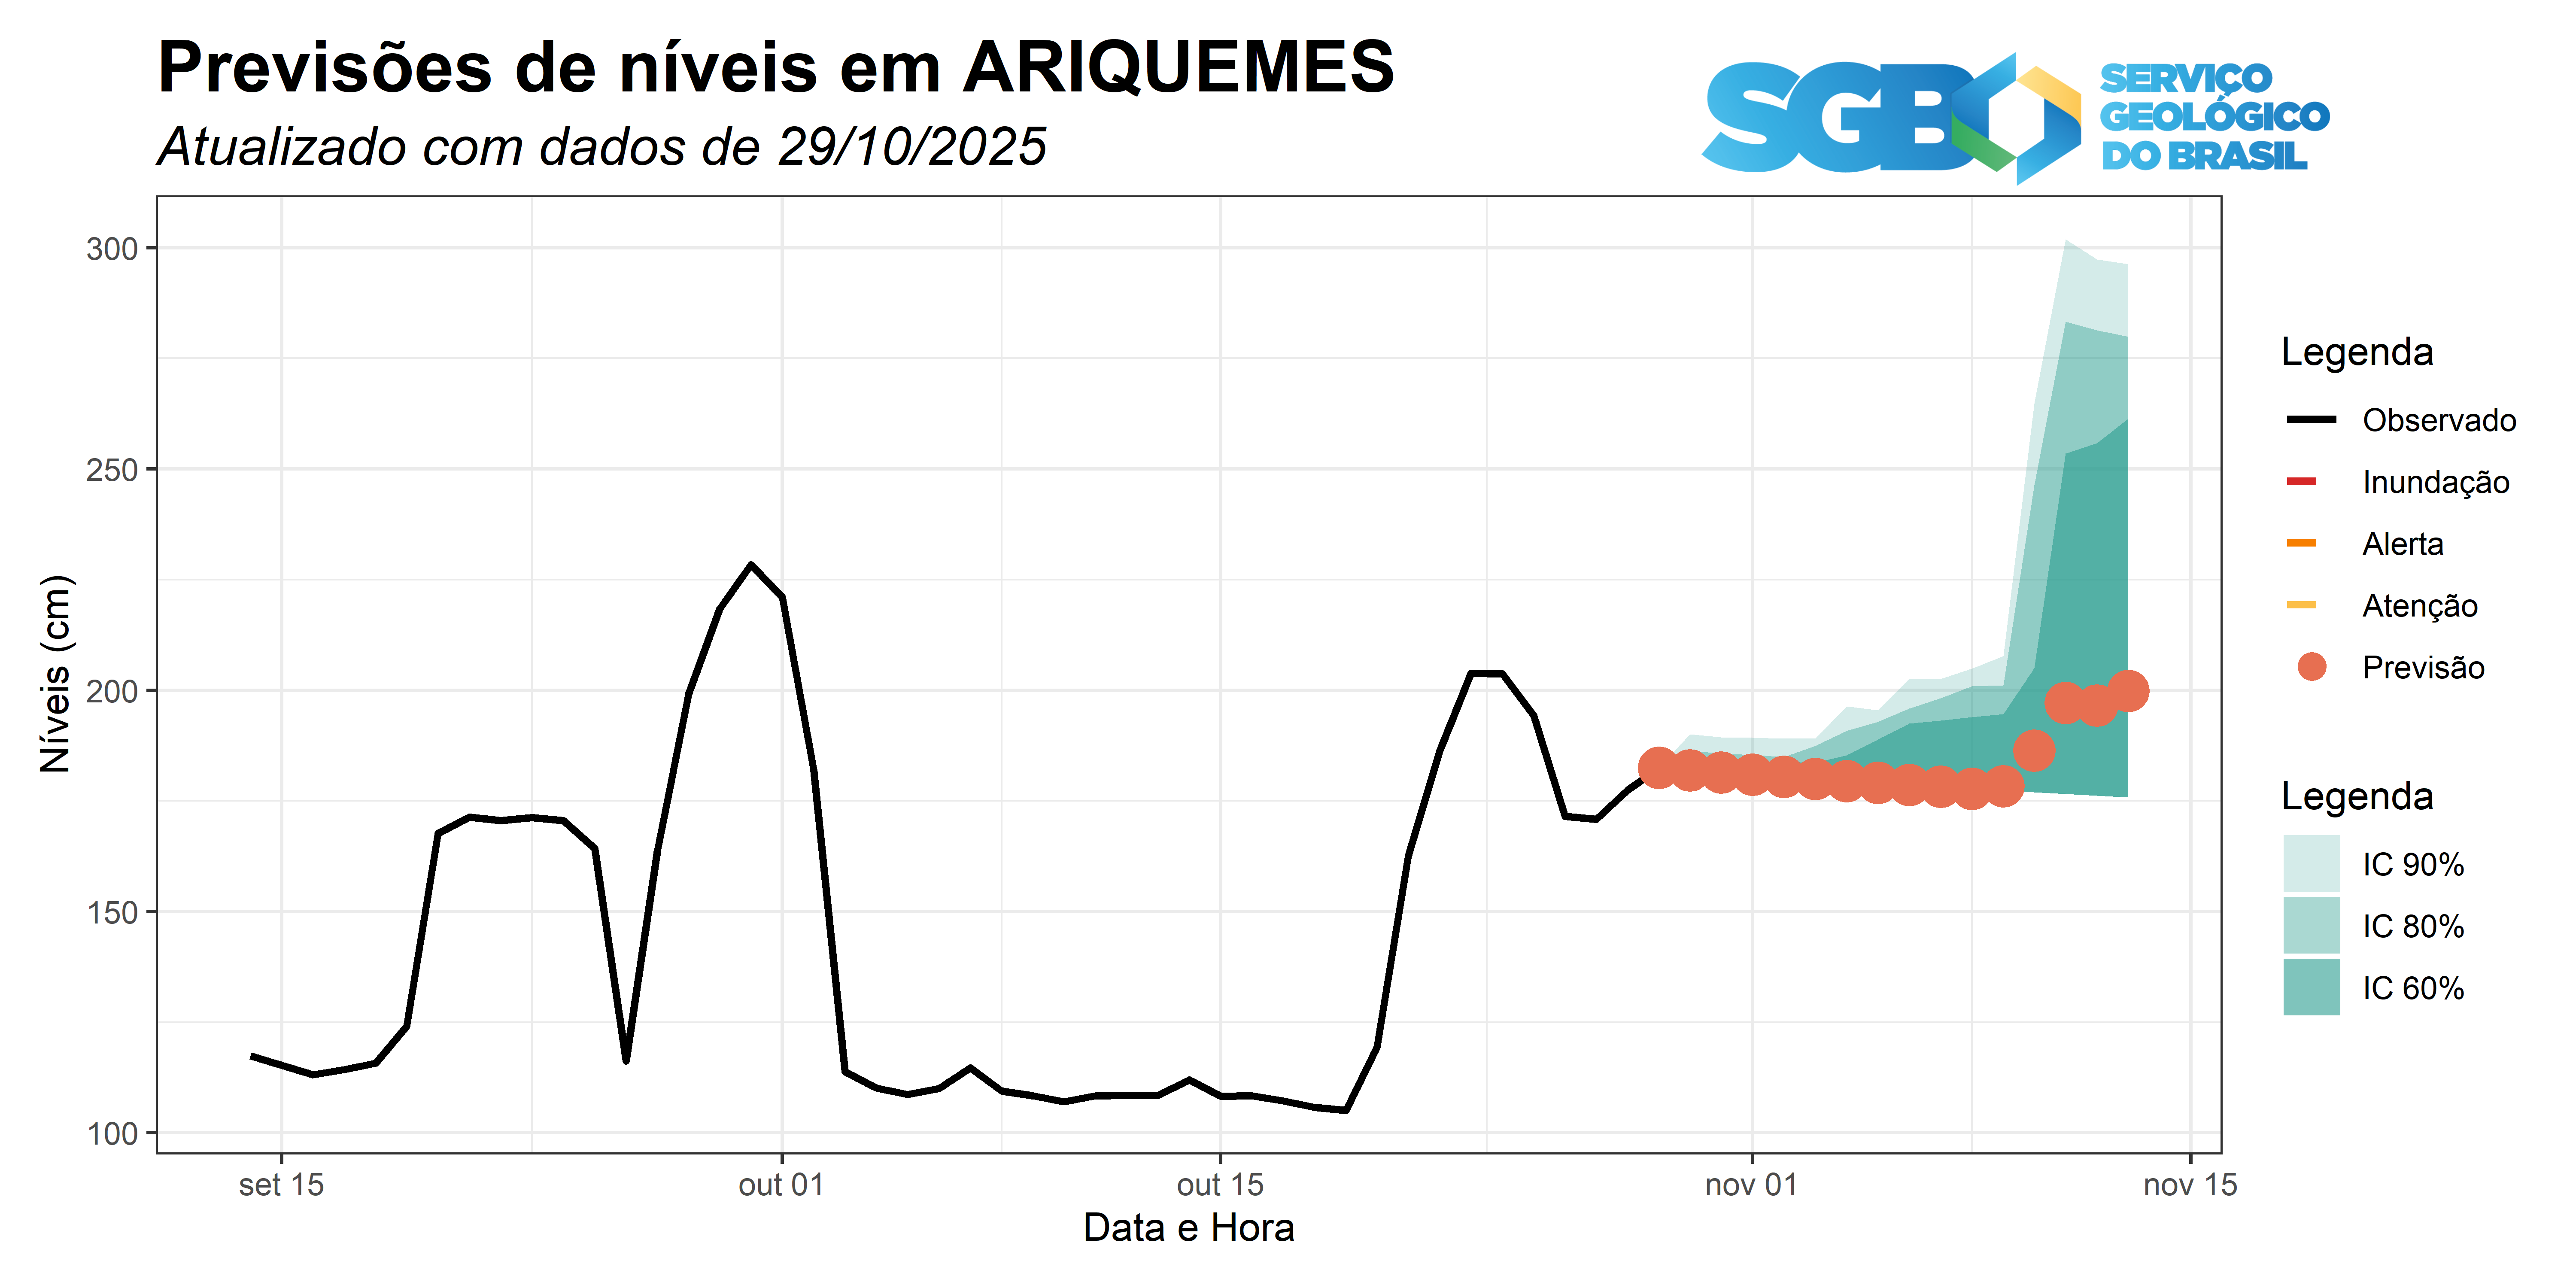 Previsões de níveis em ARIQUEMES
Atualizado com dados de 29/10/2025
SGB
SERVIÇO
GEOLÓGICO
DO BRASIL
Níveis (cm)
300
250
200
150
100
set 15
out 01
out 15
nov 01
nov 15
Data e Hora
Legenda
Observado
Inundação
Alerta
Atenção
Previsão
Legenda
IC 90%
IC 80%
IC 60%